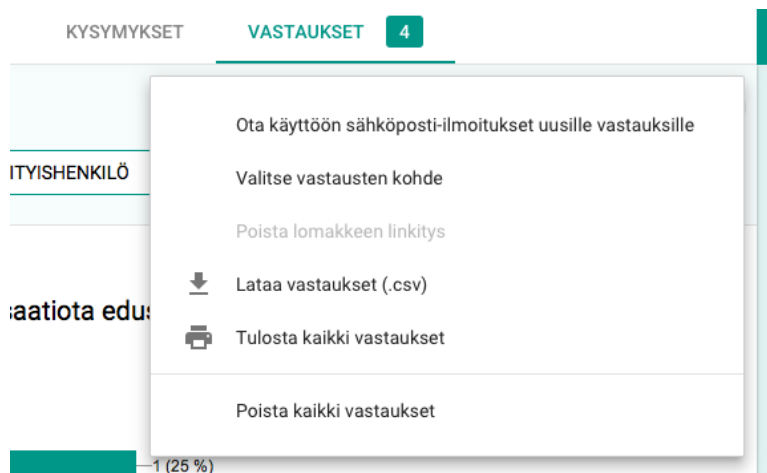 KYSYMYKSET VASTAUKSET 4
Ota käyttöön sähköposti-ilmoitukset uusille vastauksille
ITYISHENKILÖ
Valitse vastausten kohde
Poista lomakkeen linkitys
Lataa vastaukset (.csv)
saatiota edus
Tulosta kaikki vastaukset
Poista kaikki vastaukset
1 (25 %)